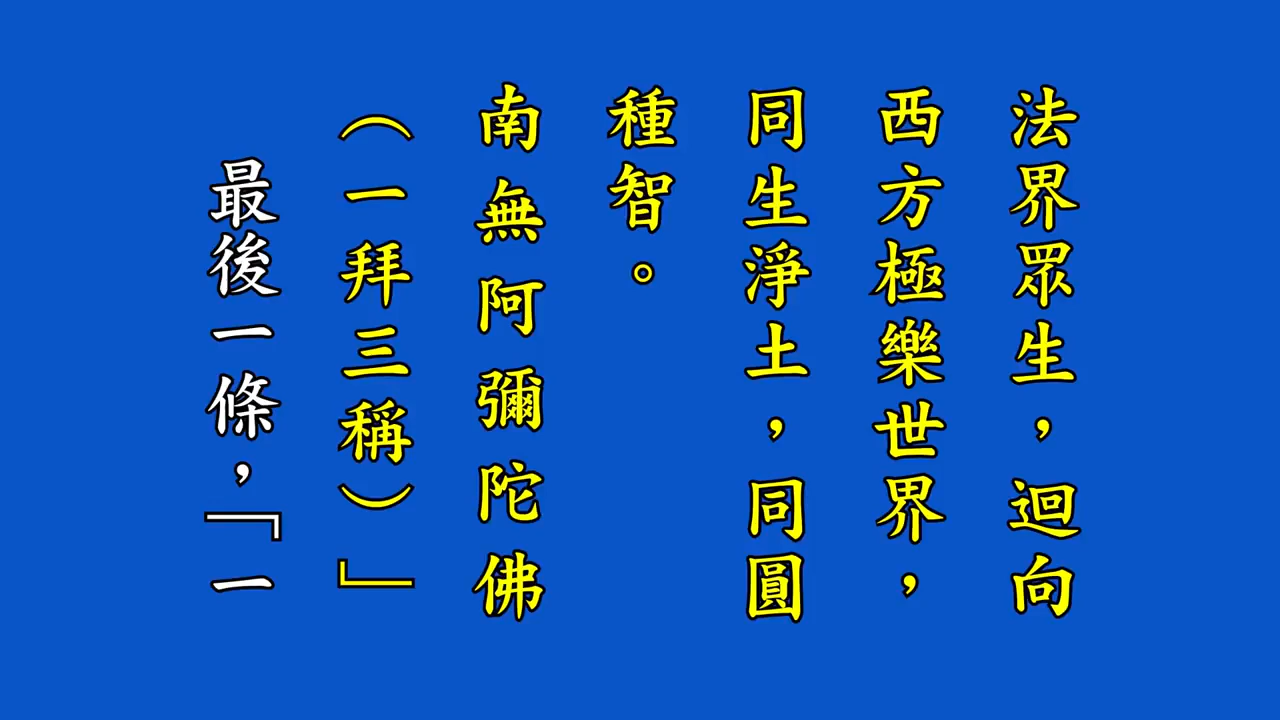 法界眾生，迴向
西方極樂世界，
同生淨土，同圓
種智。
南無阿彌陀佛
（一拜三稱）」
最後一條，「一